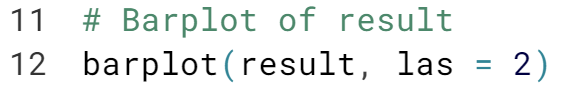 11 # Barplot of result
12 barplot(result, las = 2)